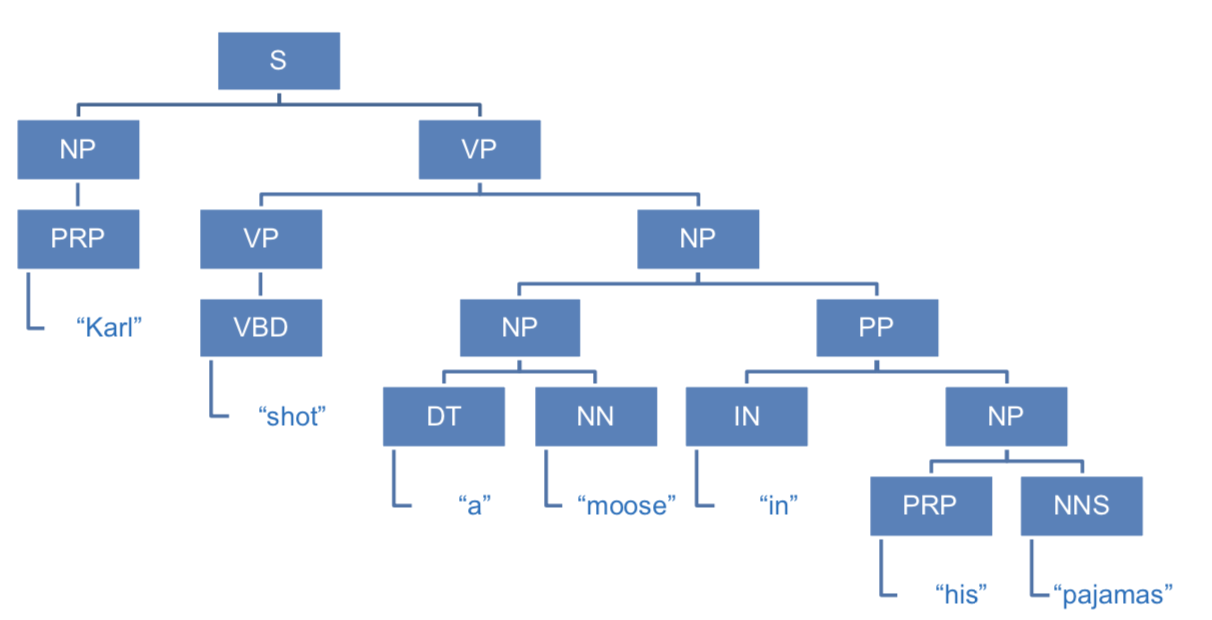 S
NP VP
PRP VP NP
“Karl” VBD NP PP
“shot” DT NN IN NP
“a” “moose” “in” PRP NNS
“his” “pajamas”